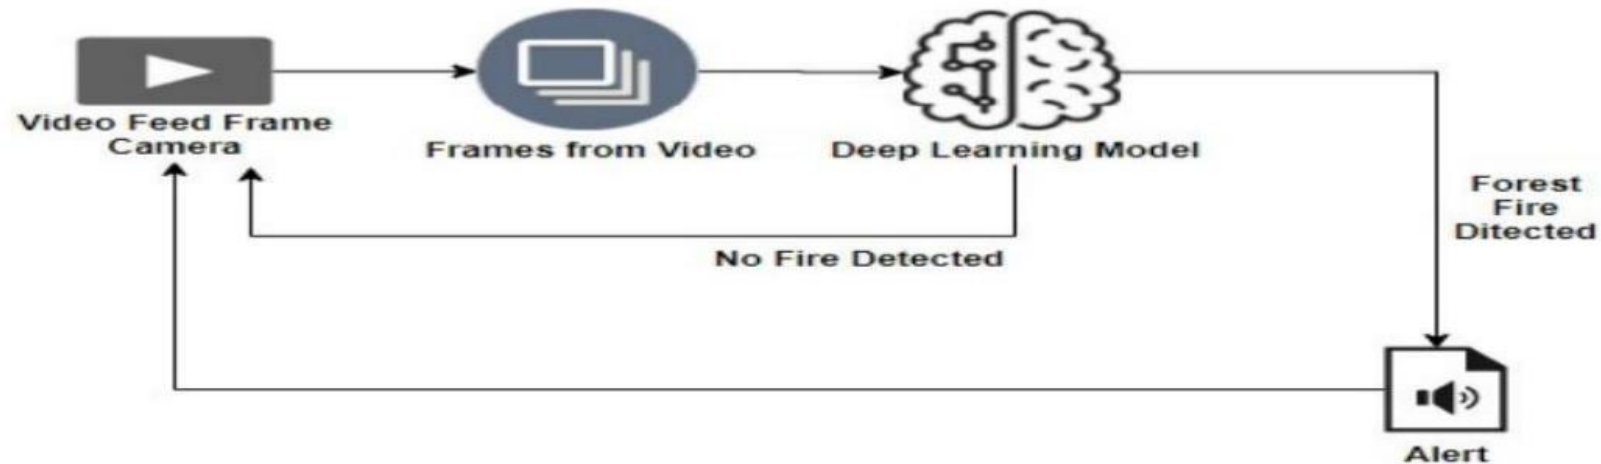 Video Feed Frame
Camera
Frames from Video
Deep Learning Model
Forest
Fire
Ditected
No Fire Detected
Alert